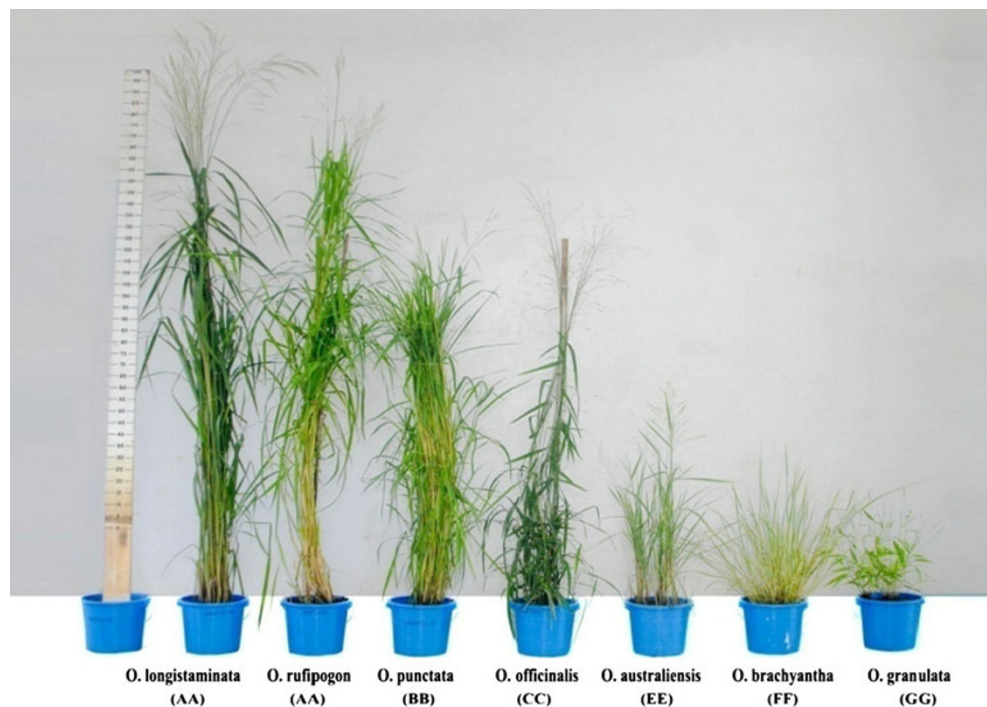 O. longistaminata O. rufipogon O. punctata O. officinalis O. australiensis O. brachyantha O. granulata
(AA) (AA) (BB) (CC) (EE) (FF) (GG)